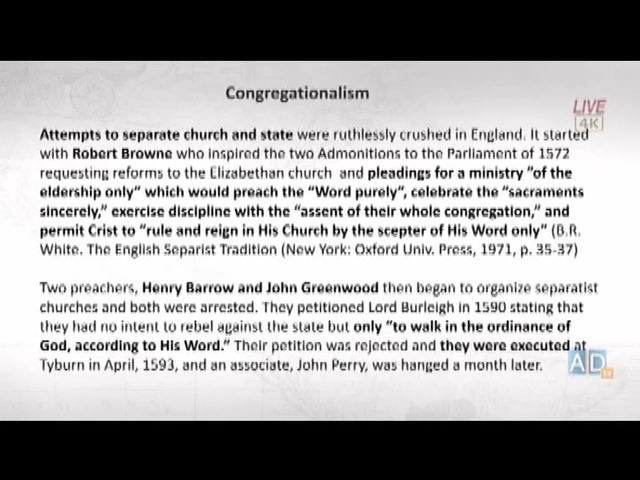 Congregationalism
LIVE
4K
Attempts to separate church and state were ruthlessly crushed in England. It started
with Robert Browne who inspired the two Admonitions to the Parliament of 1572
requesting reforms to the Elizabethan church and pleadings for a ministry "of the
eldership only" which would preach the "Word purely", celebrate the "sacraments
sincerely," exercise discipline with the "assent of their whole congregation," and
permit Crist to "rule and reign in His Church by the scepter of His Word only" (B.R.
White. The English Separist Tradition (New York: Oxford Univ. Press, 1971, p. 35-37)
Two preachers, Henry Barrow and John Greenwood then began to organize separatist
churches and both were arrested. They petitioned Lord Burleigh in 1590 stating that
they had no intent to rebel against the state but only "to walk in the ordinance of
God, according to His Word." Their petition was rejected and they were executed at
Tyburn in April, 1593, and an associate, John Perry, was hanged a month later.
AD